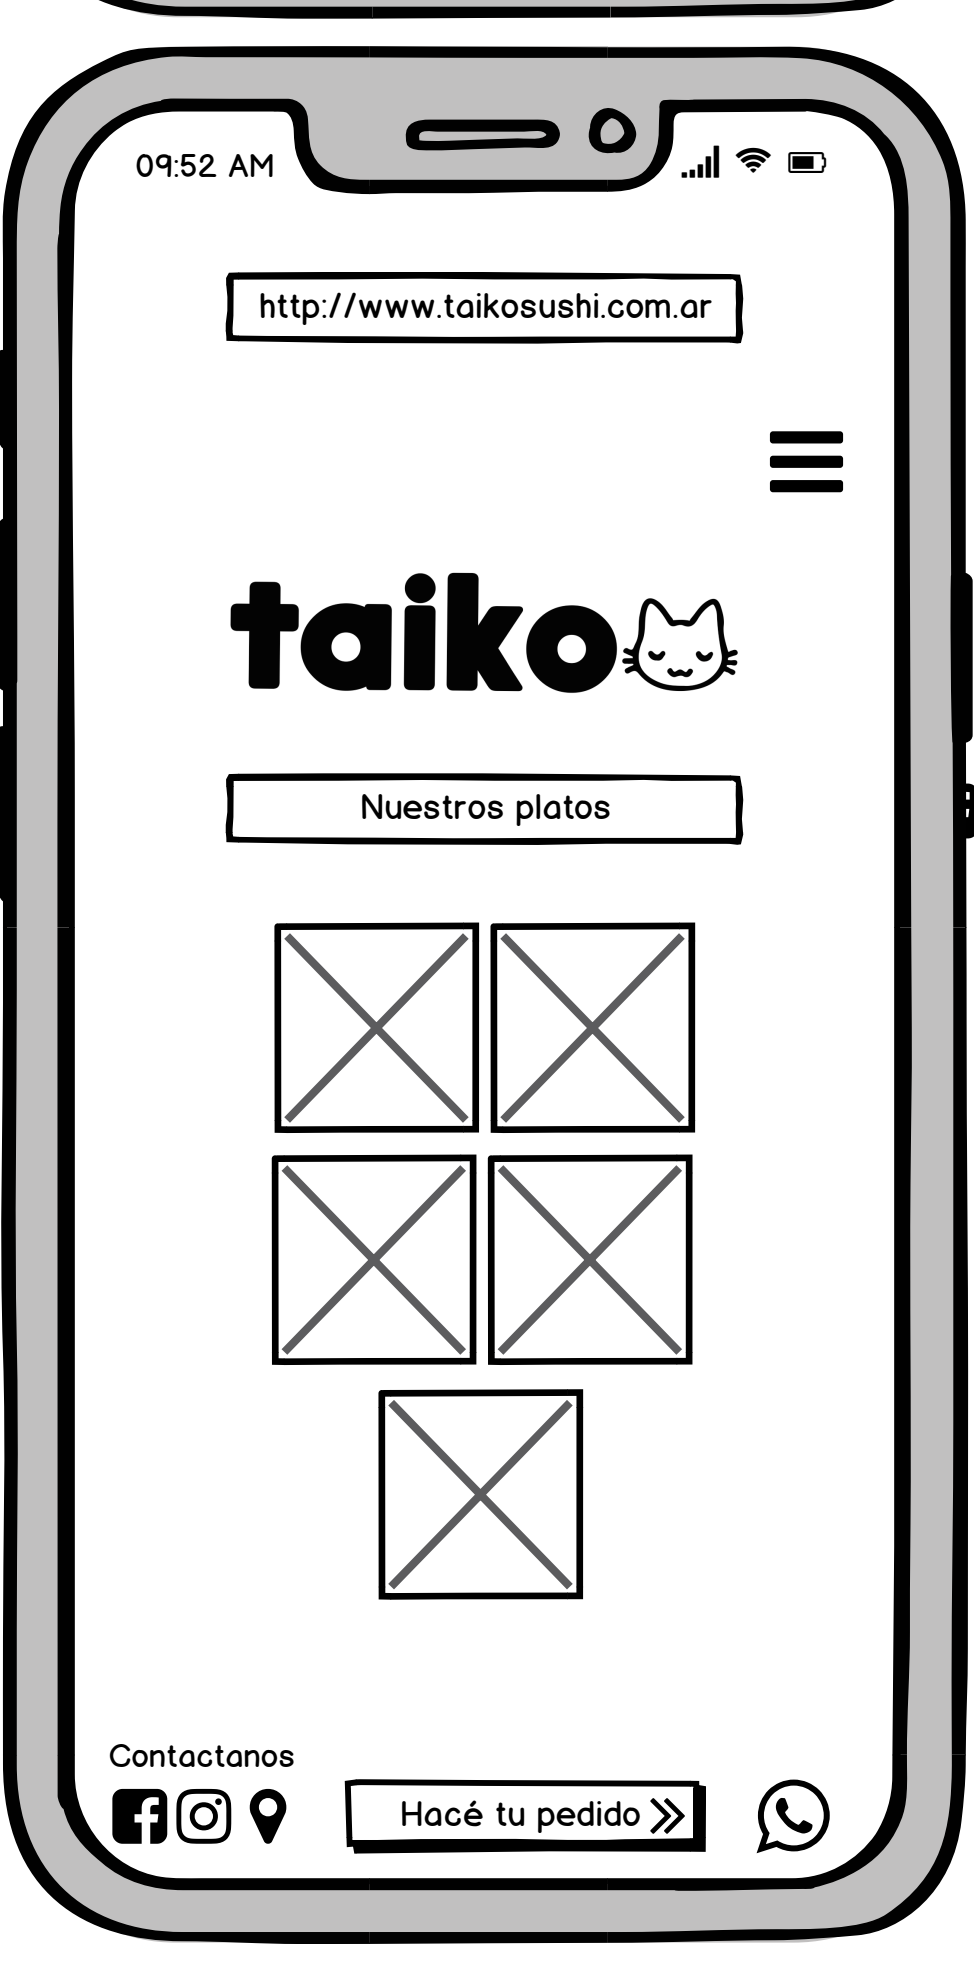 09:52 AM
http://www.taikosushi.com.ar
taiko
Nuestros platos
Contactanos
Hacé tu pedido